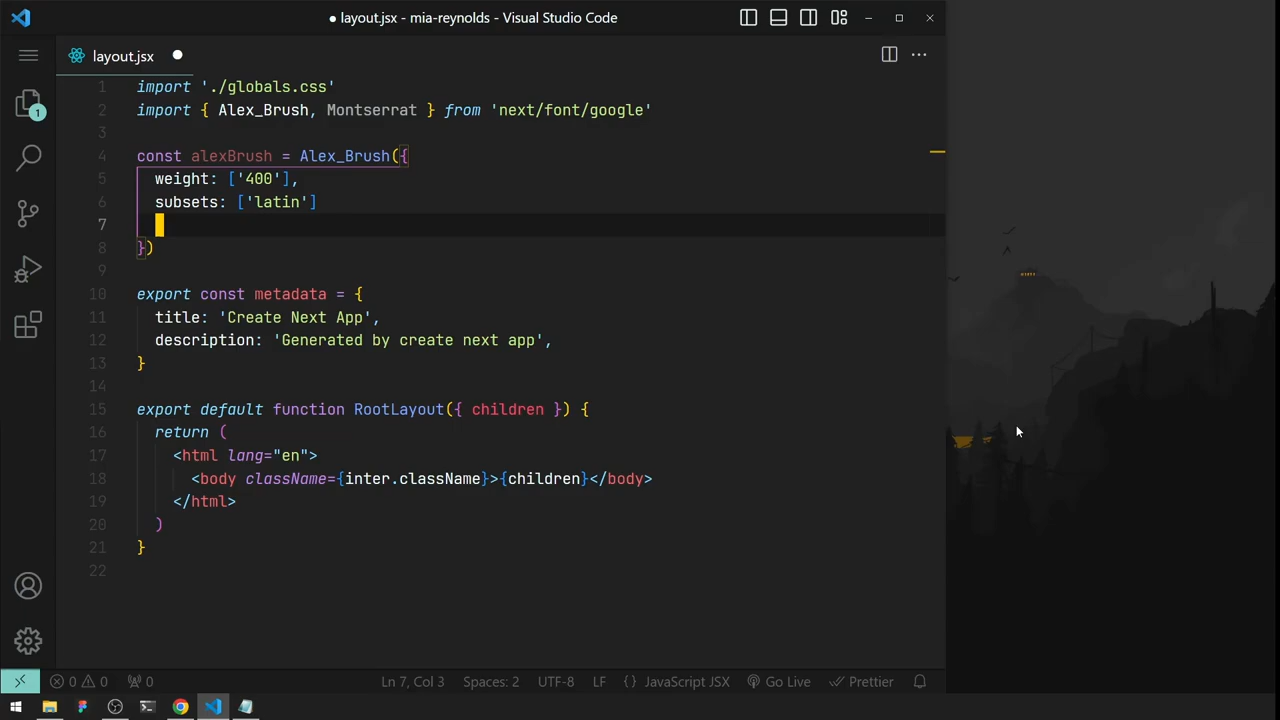 ● layout.jsx - mia-reynolds - Visual Studio Code
layout.jsx
1 import './globals.css'
2 import { Alex_Brush, Montserrat } from 'next/font/google'
3
4 const alexBrush = Alex_Brush({
5 weight: ['400'],
6 subsets: ['latin']
7
8 })
9
10 export const metadata = {
11 title: 'Create Next App',
12 description: 'Generated by create next app',
13 }
14
15 export default function RootLayout({ children }) {
16 return (
17 <html lang="en">
18 <body className={inter.className}>{children}</body>
19 </html>
20 )
21 }
22
1
0 0 0 Ln 7, Col 3 Spaces: 2 UTF-8 LF {} JavaScript JSX Go Live Prettier